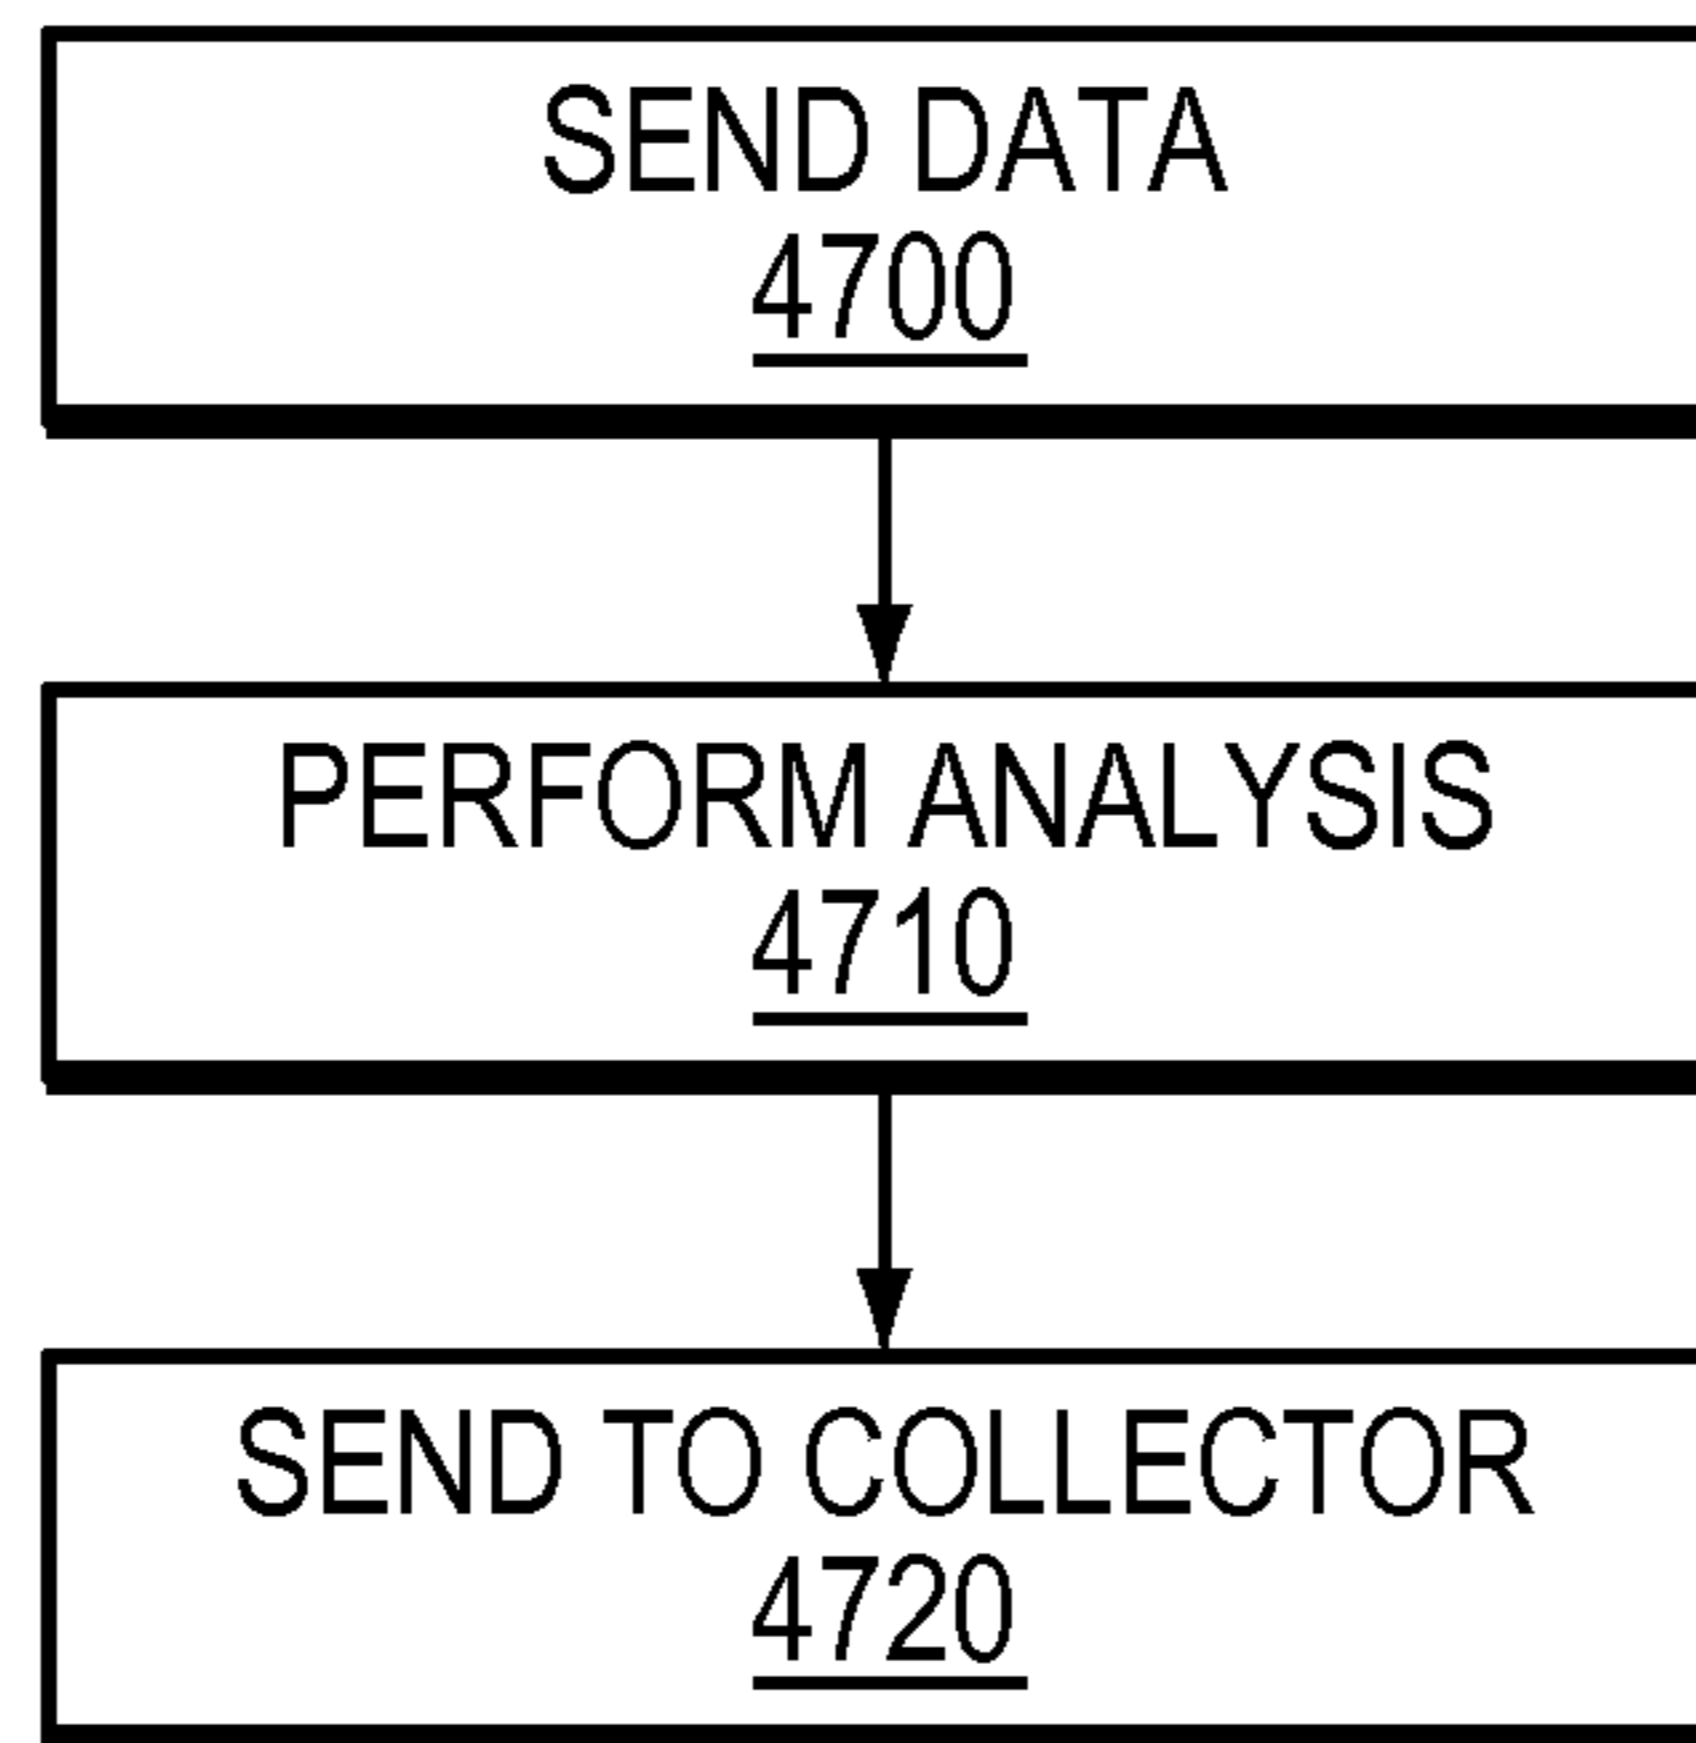 SEND DATA
4700
PERFORM ANALYSIS
4710
SEND TO COLLECTOR
4720